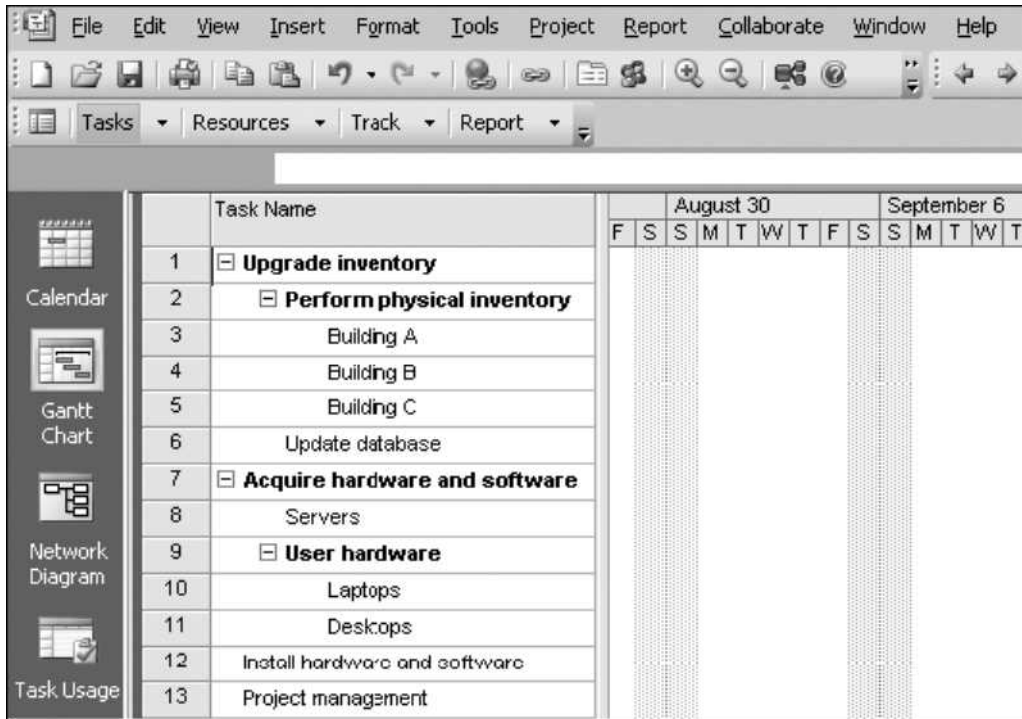 File Edit View Insert Format Tools Project Report Collaborate Window Help
Tasks Resources Track Report
Task Name
August 30 September 6
F S S M T W T F S S M T W T
1 Upgrade inventory
2 Perform physical inventory
3 Building A
4 Building B
5 Building C
6 Update database
7 Acquire hardware and software
8 Servers
9 User hardware
10 Laptops
11 Desktops
12 Install hardware and software
13 Project management
Calendar
Gantt
Chart
Network
Diagram
Task Usage